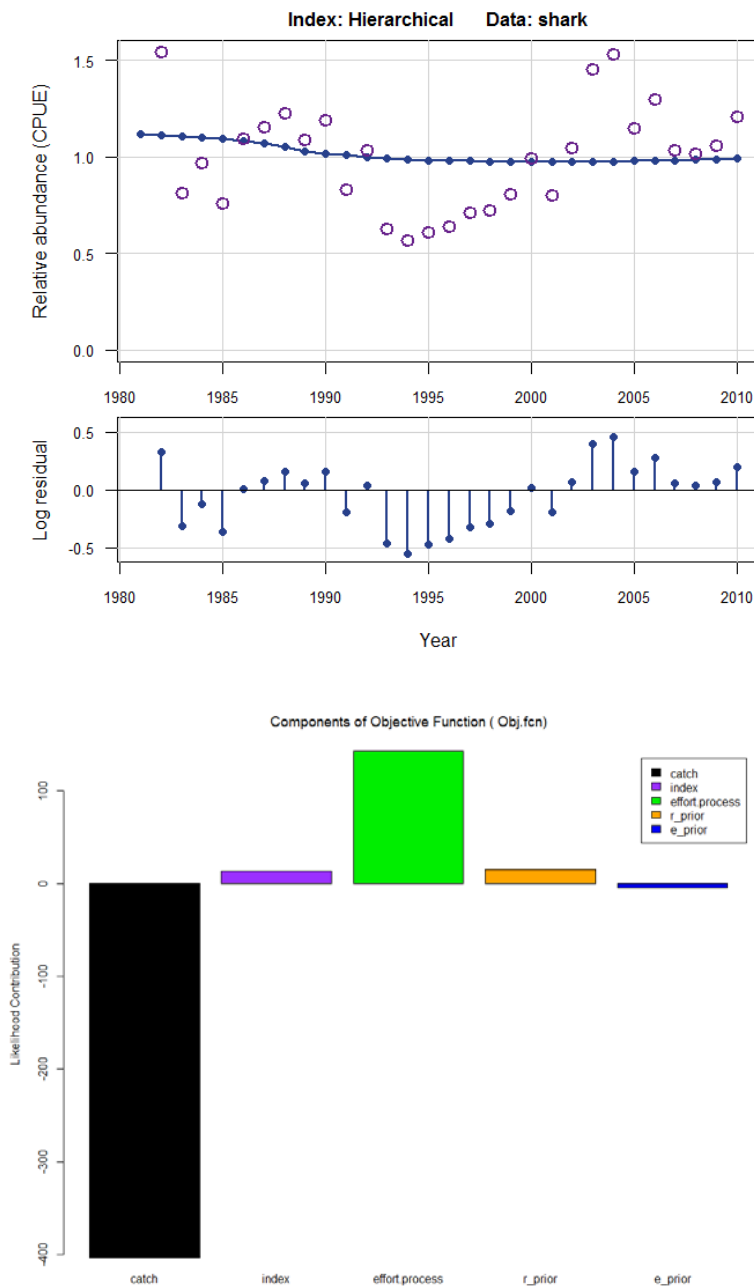 Index: Hierarchical Data: shark
Relative abundance (CPUE)
1.5
1.0
0.5
0.0
1980 1985 1990 1995 2000 2005 2010
Log residual
0.5
0.0
-0.5
1980 1985 1990 1995 2000 2005 2010
Year
Components of Objective Function ( Obj.fcn)
Likelihood Contribution
100
0
-100
-200
-300
-400
catch
index
effort.process
r_prior
e_prior
catch index effort.process r_prior e_prior